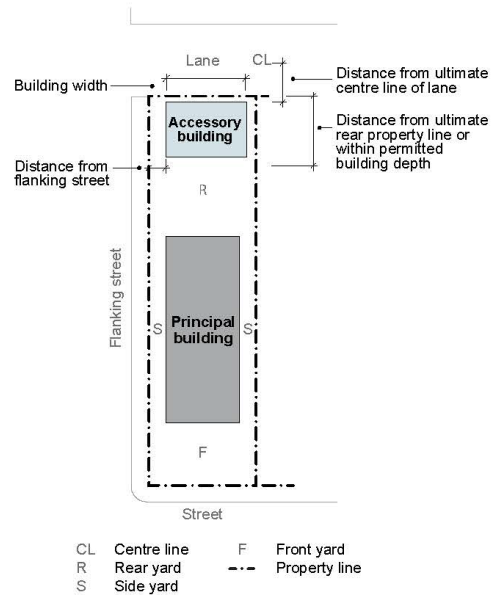 Lane
CL
Building width
Distance from ultimate
centre line of lane
Accessory
building
Distance from ultimate
rear property line or
within permitted
building depth
Distance from
flanking street
R
Flanking street
S
Principal
building
S
F
Street
CL Centre line
F Front yard
R Rear yard
Property line
S Side yard